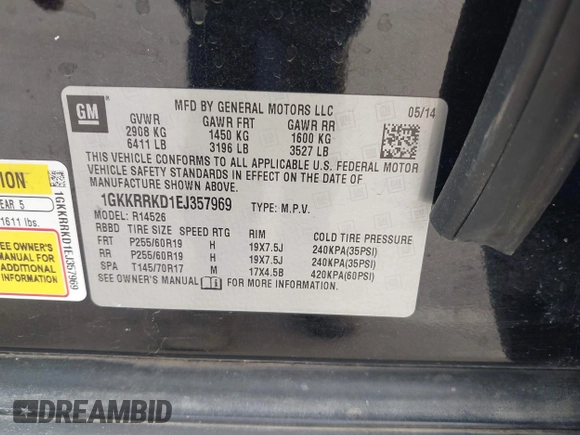 GM
MFD BY GENERAL MOTORS LLC
05/14
GVWR GAWR FRT GAWR RR
2908 KG 1450 KG 1600 KG
6411 LB 3196 LB 3527 LB
THIS VEHICLE CONFORMS TO ALL APPLICABLE U.S. FEDERAL MOTOR
VEHICLE SAFETY STANDARDS IN EFFECT ON THE DATE OF
MANUFACTURE SHOWN ABOVE.
1GKKRRKD1EJ357969 TYPE: M.P.V.
MODEL: R14526
RBBD TIRE SIZE SPEED RTG RIM COLD TIRE PRESSURE
FRT P255/60R19 H 19X7.5J 240KPA(35PSI)
RR P255/60R19 H 19X7.5J 240KPA(35PSI)
SPA T145/70R17 M 17X4.5B 420KPA(60PSI)
SEE OWNER'S MANUAL FOR MORE INFORMATION.
ION
EAR 5
1611 lbs.
SEE OWNER'S
MANUAL FOR
ADDITIONAL
INFORMATION
1GKKRRKD1EJ357969
DREAMBID